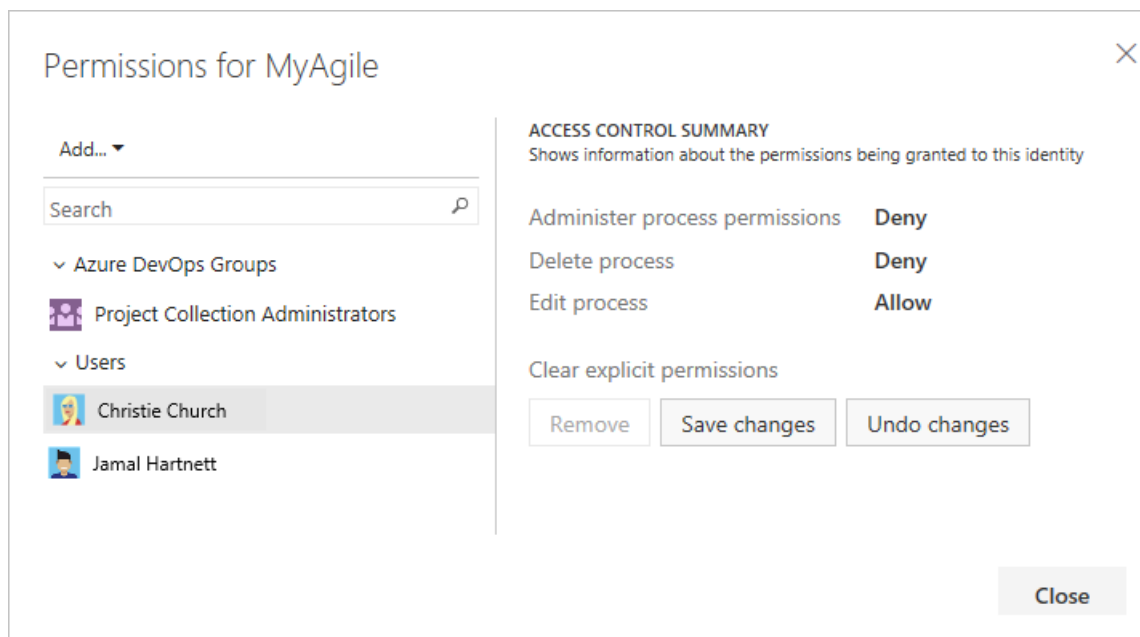 Permissions for MyAgile
Add...
Search
Azure DevOps Groups
Project Collection Administrators
Users
Christie Church
Jamal Hartnett
ACCESS CONTROL SUMMARY
Shows information about the permissions being granted to this identity
Administer process permissions Deny
Delete process Deny
Edit process Allow
Clear explicit permissions
Remove Save changes Undo changes
Close